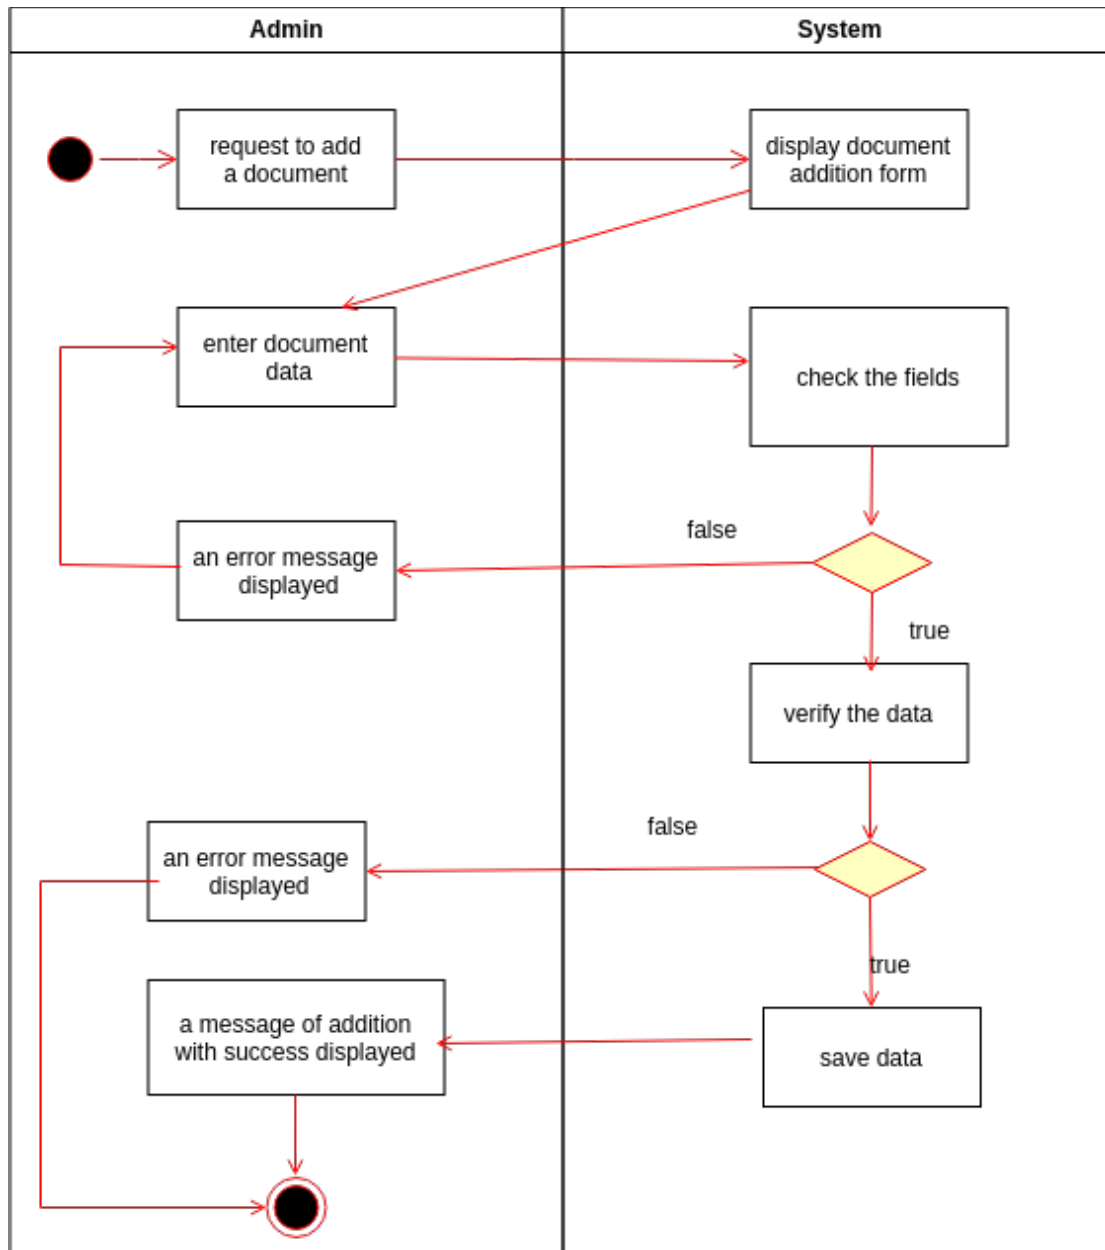 Admin
System
request to add
a document
display document
addition form
enter document
data
check the fields
false
an error message
displayed
true
verify the data
false
an error message
displayed
true
a message of addition
with success displayed
save data